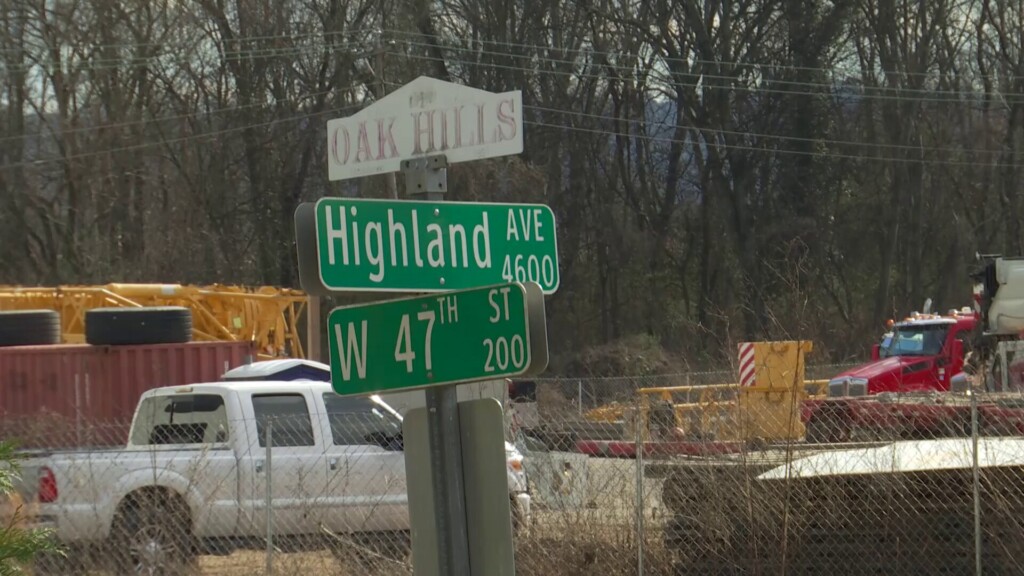 OAK HILLS
Highland AVE 4600
W 47TH ST 200